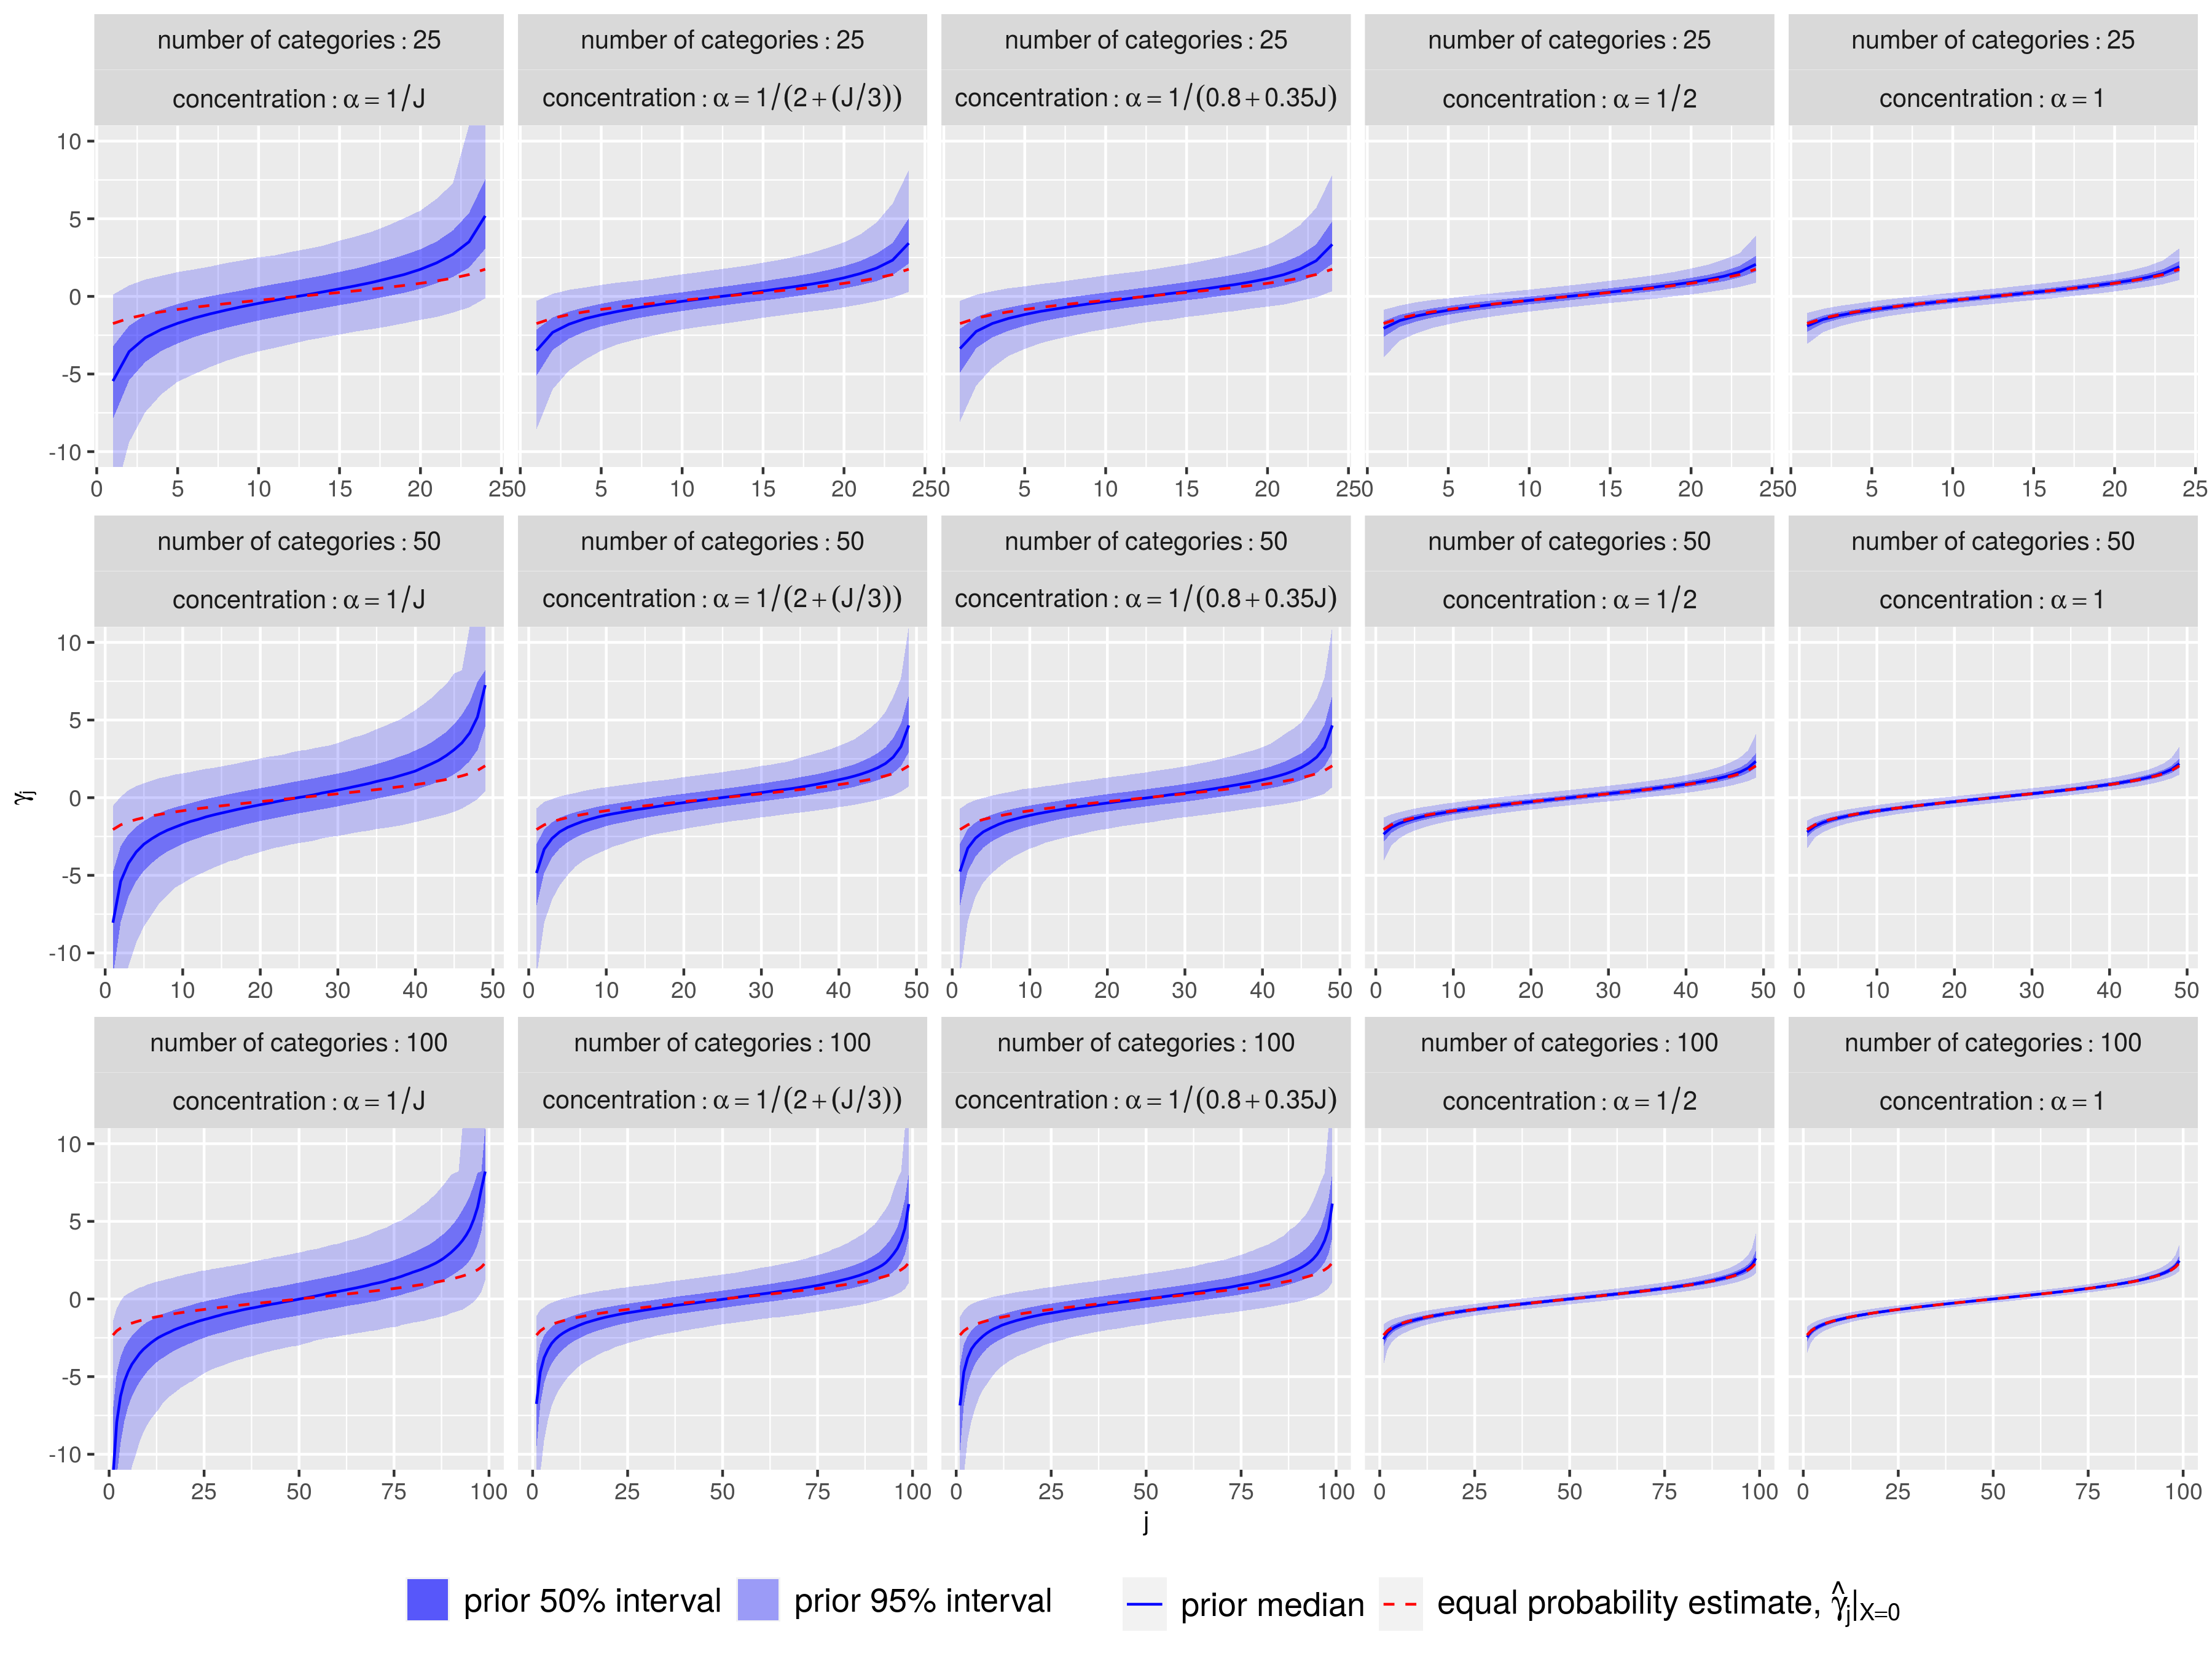 number of categories : 25 number of categories : 25 number of categories : 25 number of categories : 25 number of categories : 25
concentration : α = 1/J concentration : α = 1/(2 + (J/3)) concentration : α = 1/(0.8 + 0.35J) concentration : α = 1/2 concentration : α = 1
10
5
0
-5
-10
0 5 10 15 20 25 0 5 10 15 20 25 0 5 10 15 20 25 0 5 10 15 20 25 0 5 10 15 20 25
number of categories : 50 number of categories : 50 number of categories : 50 number of categories : 50 number of categories : 50
concentration : α = 1/J concentration : α = 1/(2 + (J/3)) concentration : α = 1/(0.8 + 0.35J) concentration : α = 1/2 concentration : α = 1
10
5
γj 0
-5
-10
0 10 20 30 40 50 0 10 20 30 40 50 0 10 20 30 40 50 0 10 20 30 40 50 0 10 20 30 40 50
number of categories : 100 number of categories : 100 number of categories : 100 number of categories : 100 number of categories : 100
concentration : α = 1/J concentration : α = 1/(2 + (J/3)) concentration : α = 1/(0.8 + 0.35J) concentration : α = 1/2 concentration : α = 1
10
5
0
-5
-10
0 25 50 75 100 0 25 50 75 100 0 25 50 75 100 0 25 50 75 100 0 25 50 75 100
j
prior 50% interval prior 95% interval prior median equal probability estimate, γ̂j|X=0